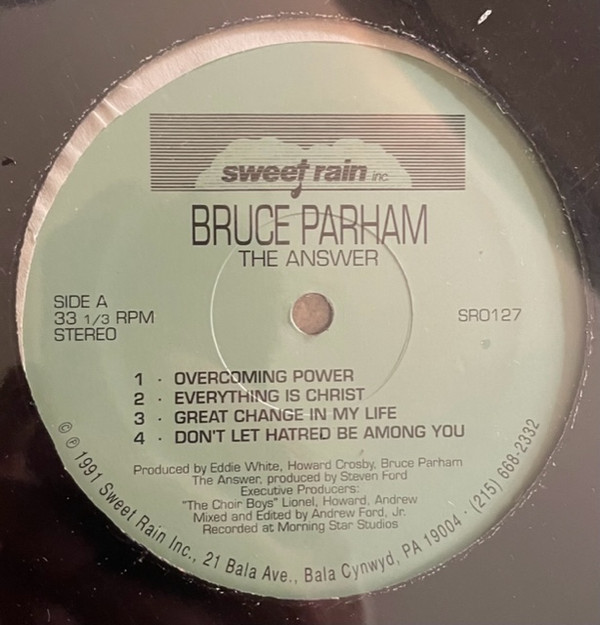 sweet rain inc.
BRUCE PARHAM
THE ANSWER
SIDE A
33 1/3 RPM
STEREO
SR0127
1 · OVERCOMING POWER
2 · EVERYTHING IS CHRIST
3 · GREAT CHANGE IN MY LIFE
4 · DON'T LET HATRED BE AMONG YOU
Produced by Eddie White, Howard Crosby, Bruce Parham
The Answer, produced by Steven Ford
Executive Producers:
"The Choir Boys" Lionel, Howard, Andrew
Mixed and Edited by Andrew Ford, Jr.
Recorded at Morning Star Studios
© ℗ 1991 Sweet Rain Inc., 21 Bala Ave., Bala Cynwyd, PA 19004 · (215) 668-2332